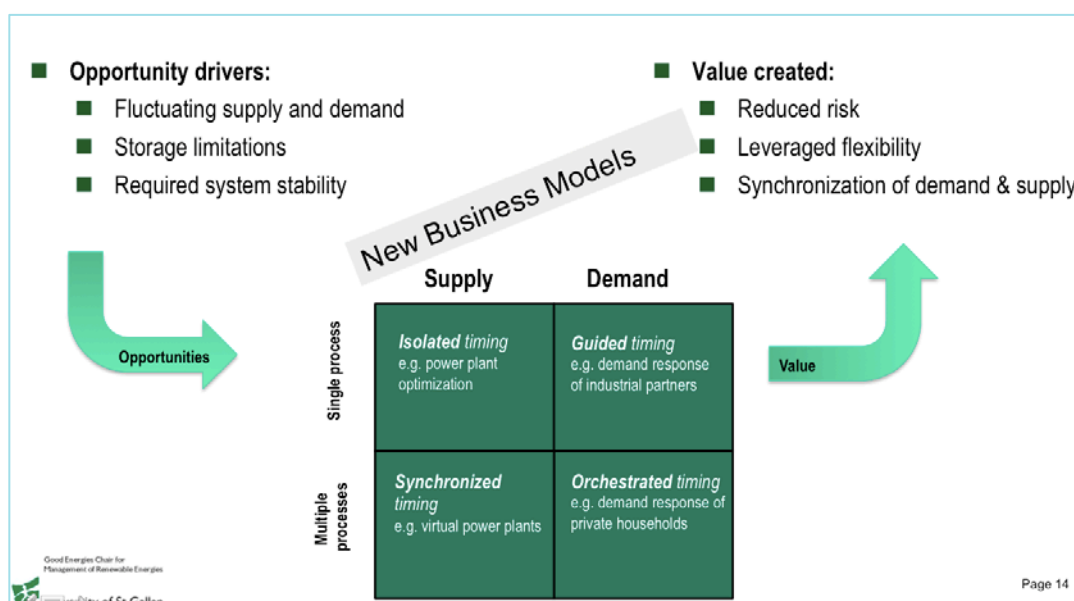 Opportunity drivers:
Fluctuating supply and demand
Storage limitations
Required system stability
Value created:
Reduced risk
Leveraged flexibility
Synchronization of demand & supply
New Business Models
Supply
Demand
Opportunities
Single process
Isolated timing
e.g. power plant
optimization
Guided timing
e.g. demand response
of industrial partners
Value
Multiple
processes
Synchronized
timing
e.g. virtual power plants
Orchestrated timing
e.g. demand response of
private households
Good Energies Chair for
Management of Renewable Energies
of St Gallen
Page 14